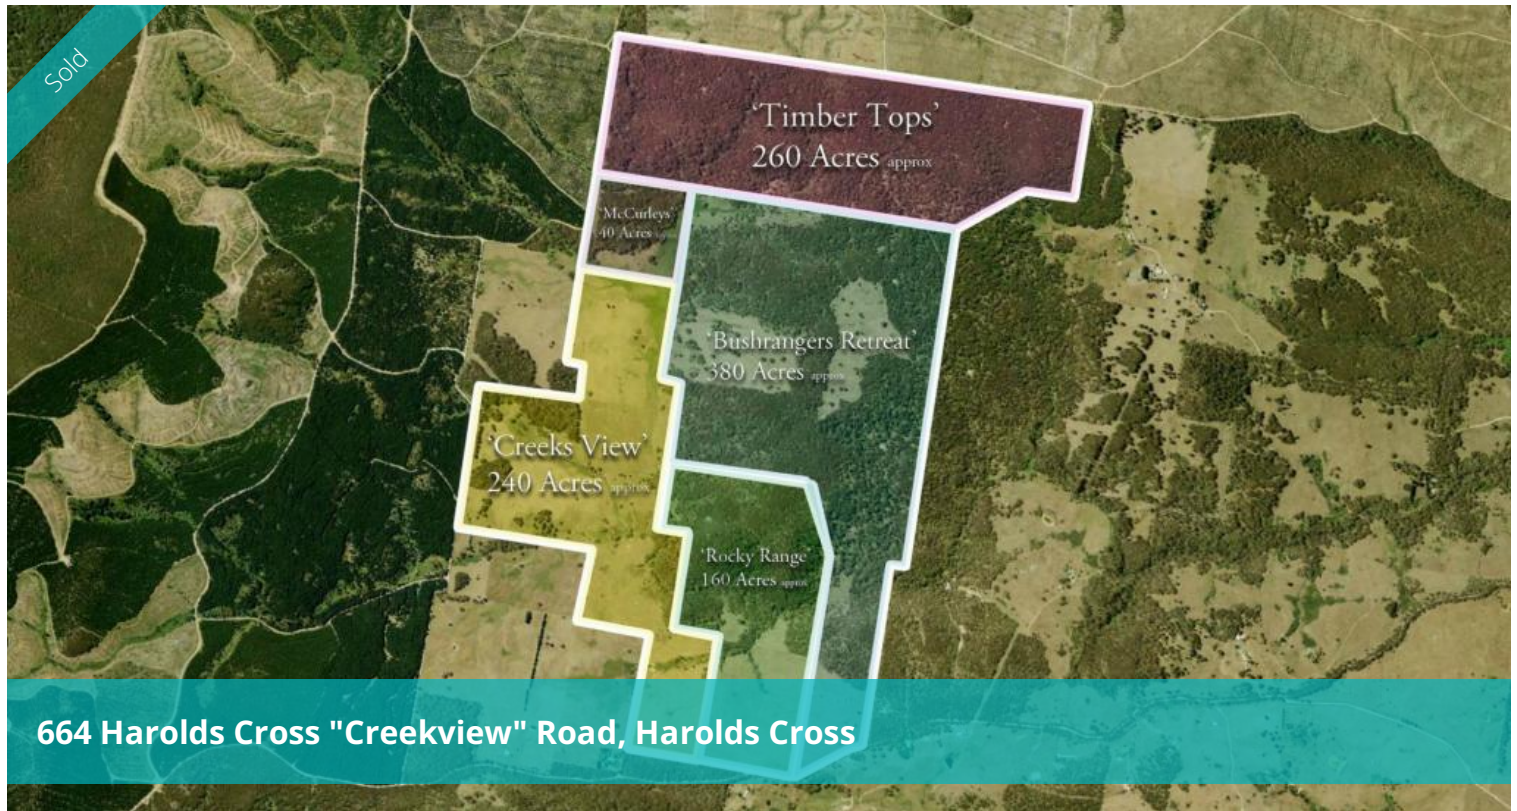 Sold
'Timber Tops'
260 Acres approx
'McCurleys'
40 Acres
'Bushrangers Retreat'
380 Acres approx
'Creeks View'
240 Acres approx
'Rocky Range'
160 Acres approx
664 Harolds Cross "Creekview" Road, Harolds Cross